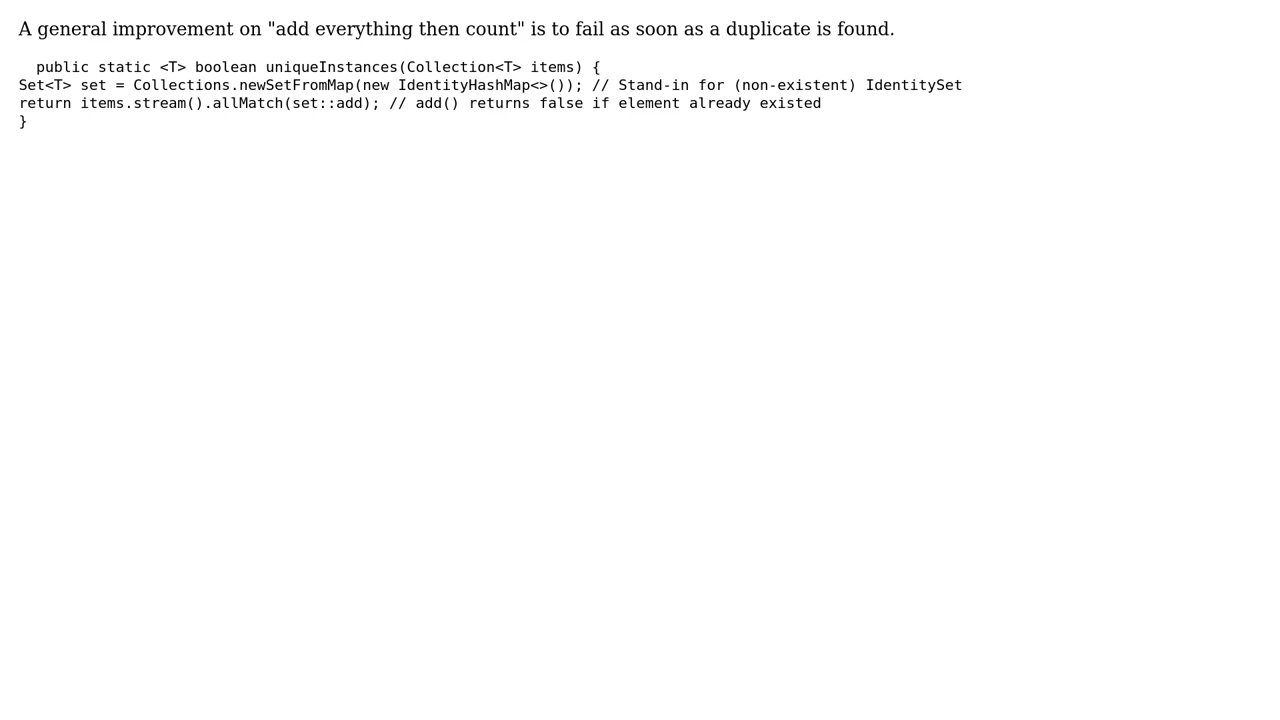 A general improvement on "add everything then count" is to fail as soon as a duplicate is found.
public static <T> boolean uniqueInstances(Collection<T> items) {
Set<T> set = Collections.newSetFromMap(new IdentityHashMap<>()); // Stand-in for (non-existent) IdentitySet
return items.stream().allMatch(set::add); // add() returns false if element already existed
}